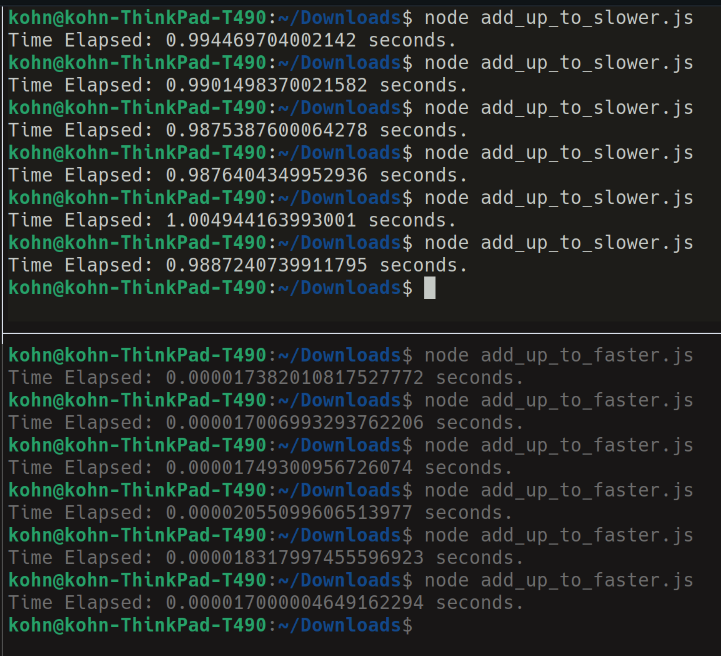 kohn@kohn-ThinkPad-T490:~/Downloads$ node add_up_to_slower.js
Time Elapsed: 0.994469704002142 seconds.
kohn@kohn-ThinkPad-T490:~/Downloads$ node add_up_to_slower.js
Time Elapsed: 0.9901498370021582 seconds.
kohn@kohn-ThinkPad-T490:~/Downloads$ node add_up_to_slower.js
Time Elapsed: 0.9875387600064278 seconds.
kohn@kohn-ThinkPad-T490:~/Downloads$ node add_up_to_slower.js
Time Elapsed: 0.9876404349952936 seconds.
kohn@kohn-ThinkPad-T490:~/Downloads$ node add_up_to_slower.js
Time Elapsed: 1.004944163993001 seconds.
kohn@kohn-ThinkPad-T490:~/Downloads$ node add_up_to_slower.js
Time Elapsed: 0.9887240739911795 seconds.
kohn@kohn-ThinkPad-T490:~/Downloads$
kohn@kohn-ThinkPad-T490:~/Downloads$ node add_up_to_faster.js
Time Elapsed: 0.000017382010817527772 seconds.
kohn@kohn-ThinkPad-T490:~/Downloads$ node add_up_to_faster.js
Time Elapsed: 0.000017006993293762206 seconds.
kohn@kohn-ThinkPad-T490:~/Downloads$ node add_up_to_faster.js
Time Elapsed: 0.00001749300956726074 seconds.
kohn@kohn-ThinkPad-T490:~/Downloads$ node add_up_to_faster.js
Time Elapsed: 0.00002055099606513977 seconds.
kohn@kohn-ThinkPad-T490:~/Downloads$ node add_up_to_faster.js
Time Elapsed: 0.000018317997455596923 seconds.
kohn@kohn-ThinkPad-T490:~/Downloads$ node add_up_to_faster.js
Time Elapsed: 0.000017000004649162294 seconds.
kohn@kohn-ThinkPad-T490:~/Downloads$